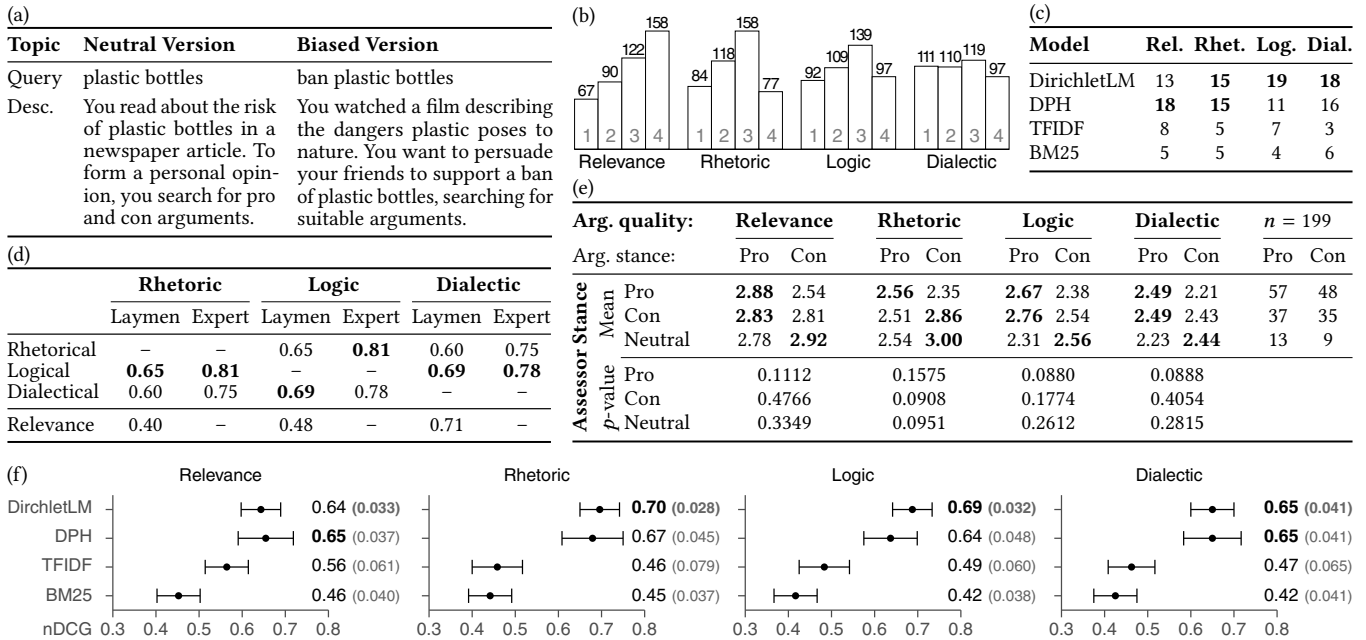 (a)
Topic Neutral Version Biased Version
Query plastic bottles ban plastic bottles
Desc. You read about the risk of plastic bottles in a newspaper article. To form a personal opin-ion, you search for pro and con arguments.
You watched a film describing the dangers plastic poses to nature. You want to persuade your friends to support a ban of plastic bottles, searching for suitable arguments.
(b)
67 90 122 158 84 118 158 77 92 109 139 97 111 110 119 97
1 2 3 4 1 2 3 4 1 2 3 4 1 2 3 4
Relevance Rhetoric Logic Dialectic
(c)
Model Rel. Rhet. Log. Dial.
DirichletLM 13 15 19 18
DPH 18 15 11 16
TFIDF 8 5 7 3
BM25 5 5 4 6
(d)
Rhetoric Logic Dialectic
Laymen Expert Laymen Expert Laymen Expert
Rhetorical – – 0.65 0.81 0.60 0.75
Logical 0.65 0.81 – – 0.69 0.78
Dialectical 0.60 0.75 0.69 0.78 – –
Relevance 0.40 – 0.48 – 0.71 –
(e)
Arg. quality: Relevance Rhetoric Logic Dialectic n = 199
Arg. stance: Pro Con Pro Con Pro Con Pro Con Pro Con
Assessor Stance
Mean
Pro 2.88 2.54 2.56 2.35 2.67 2.38 2.49 2.21 57 48
Con 2.83 2.81 2.51 2.86 2.76 2.54 2.49 2.43 37 35
Neutral 2.78 2.92 2.54 3.00 2.31 2.56 2.23 2.44 13 9
p-value
Pro 0.1112 0.1575 0.0880 0.0888
Con 0.4766 0.0908 0.1774 0.4054
Neutral 0.3349 0.0951 0.2612 0.2815
(f)
Relevance Rhetoric Logic Dialectic
DirchletLM 0.64 (0.033) 0.70 (0.028) 0.69 (0.032) 0.65 (0.041)
DPH 0.65 (0.037) 0.67 (0.045) 0.64 (0.048) 0.65 (0.041)
TFIDF 0.56 (0.061) 0.46 (0.079) 0.49 (0.060) 0.47 (0.065)
BM25 0.46 (0.040) 0.45 (0.037) 0.42 (0.038) 0.42 (0.041)
nDCG 0.3 0.4 0.5 0.6 0.7 0.8 0.3 0.4 0.5 0.6 0.7 0.8 0.3 0.4 0.5 0.6 0.7 0.8 0.3 0.4 0.5 0.6 0.7 0.8